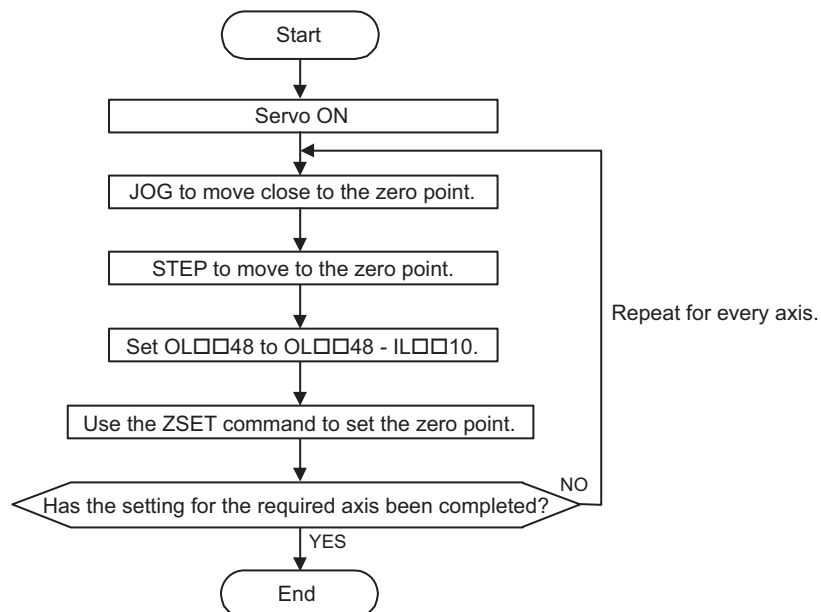 Start
Servo ON
JOG to move close to the zero point.
STEP to move to the zero point.
Repeat for every axis.
Set OL□□48 to OL□□48 - IL□□10.
Use the ZSET command to set the zero point.
NO
Has the setting for the required axis been completed?
YES
End